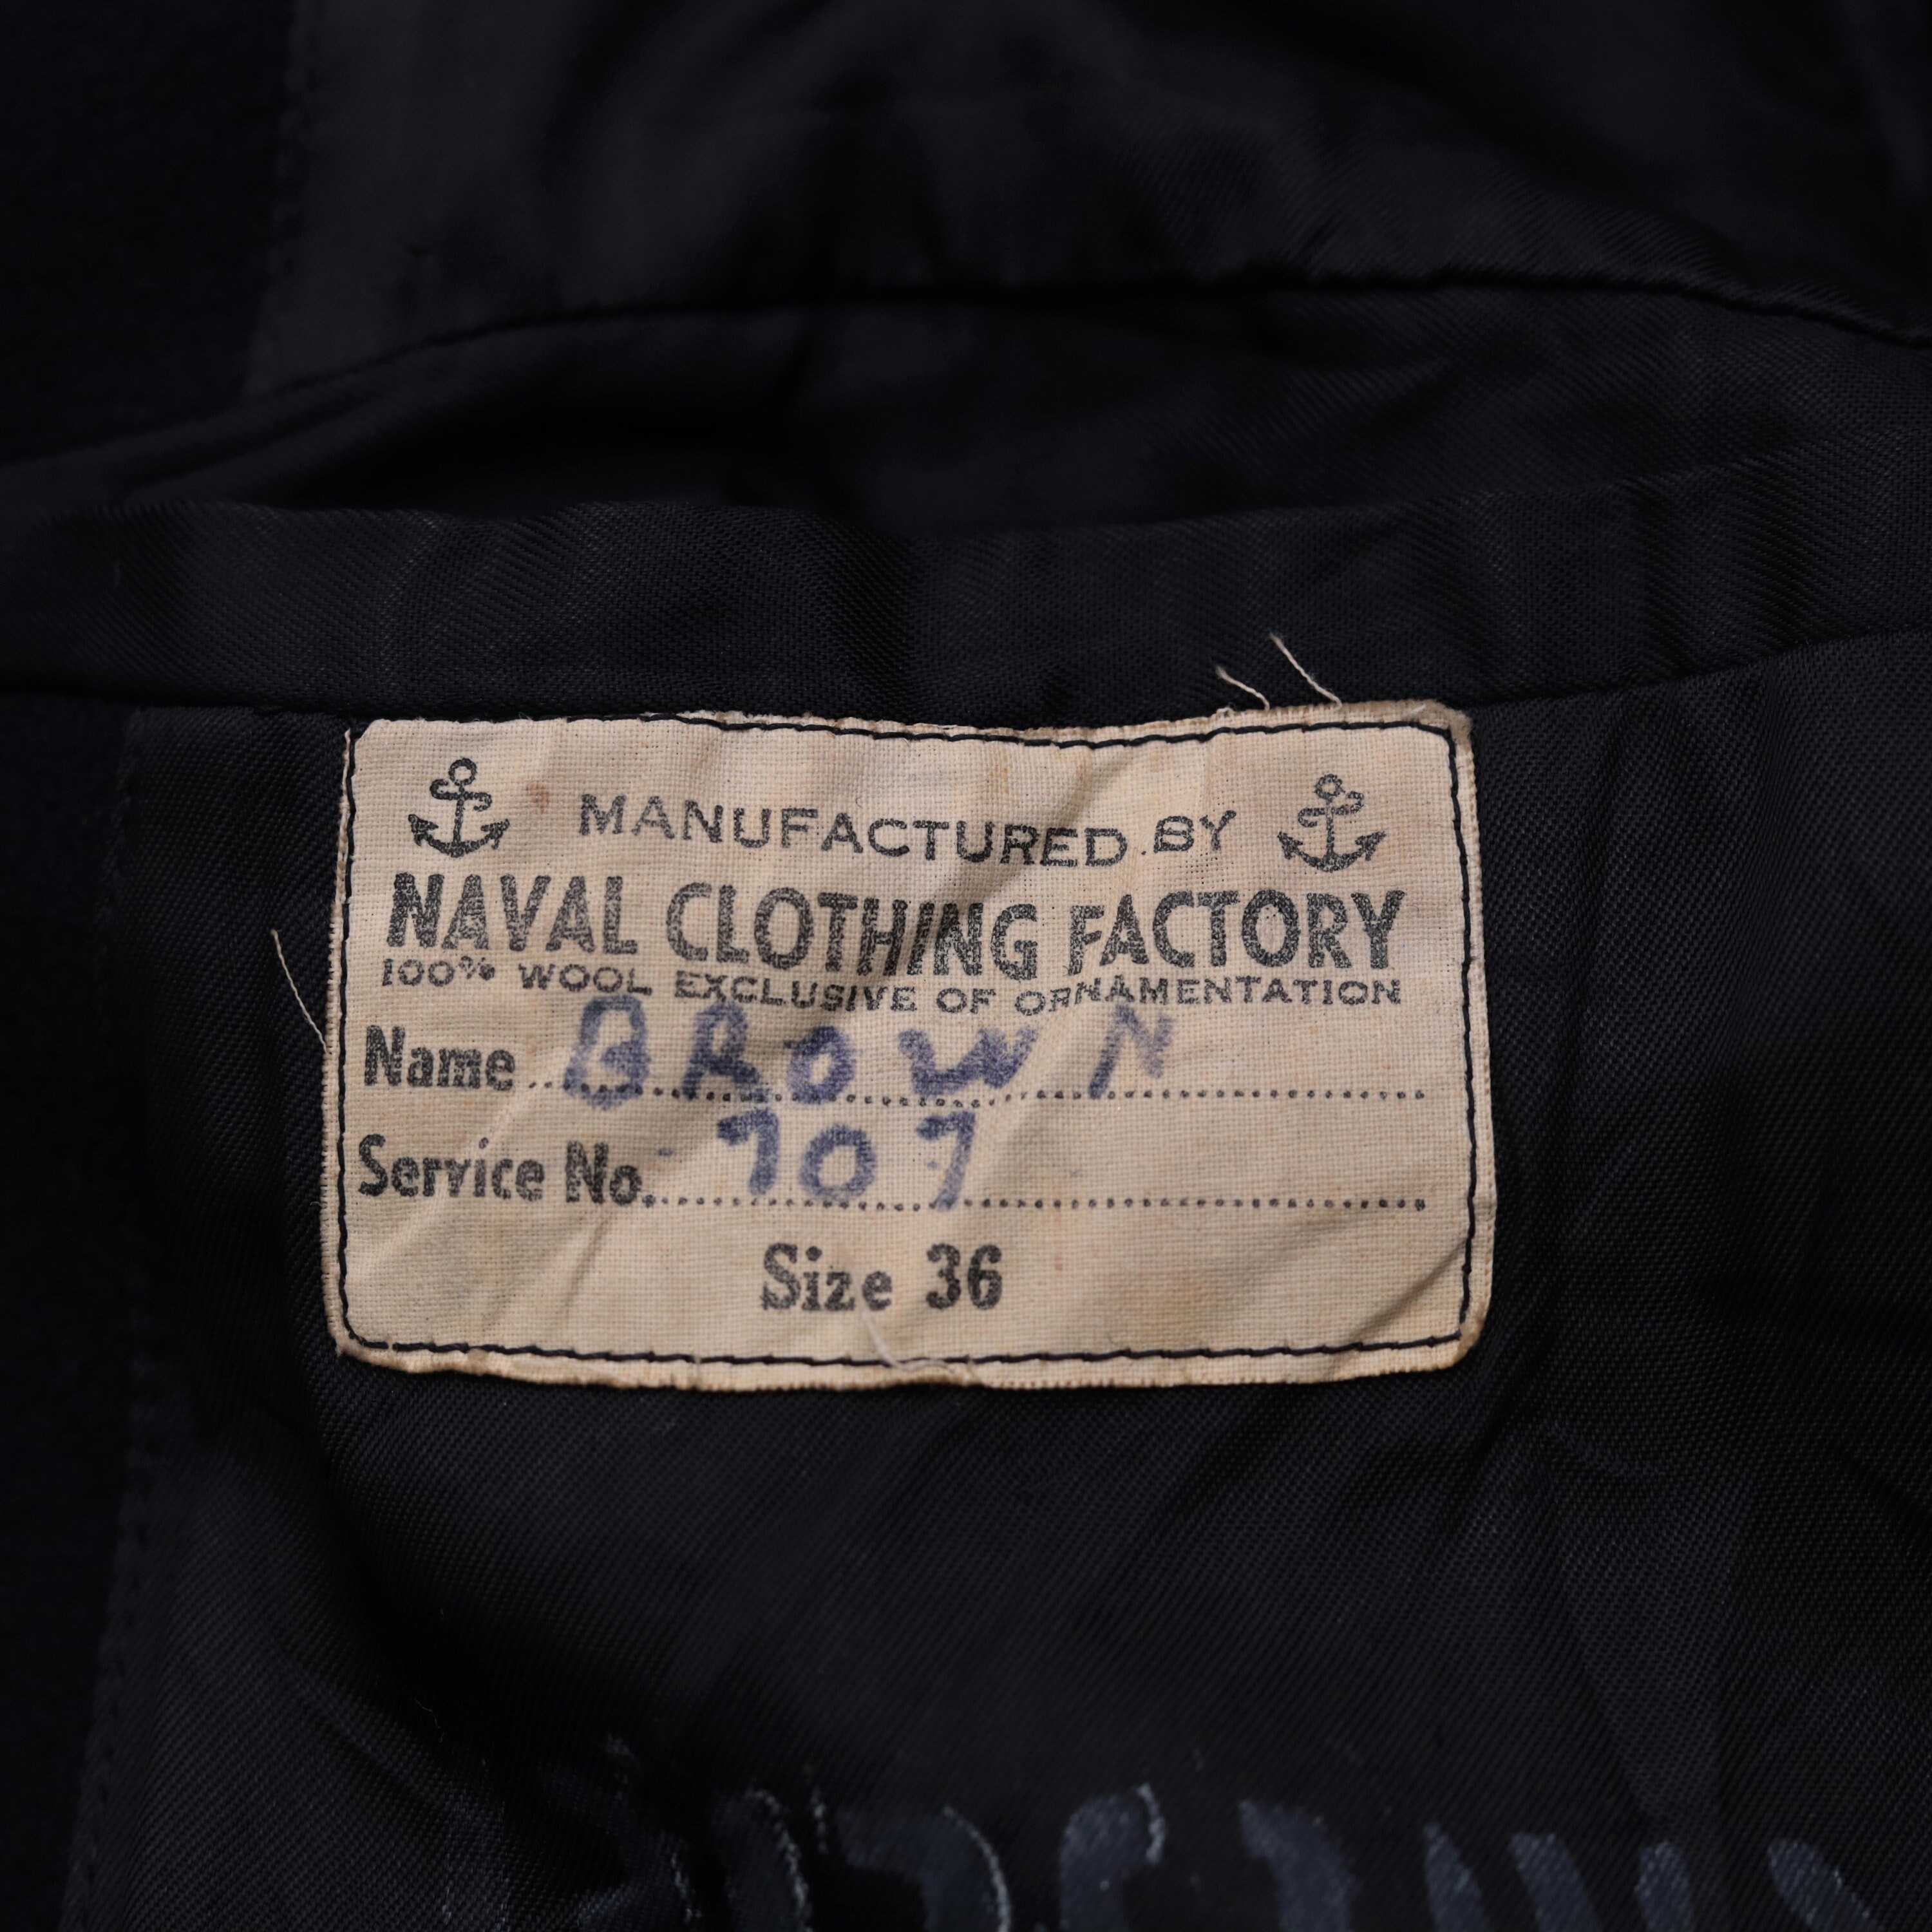 MANUFACTURED BY
NAVAL CLOTHING FACTORY
100% WOOL EXCLUSIVE OF ORNAMENTATION
Name BROWN
Service No. 707
Size 36